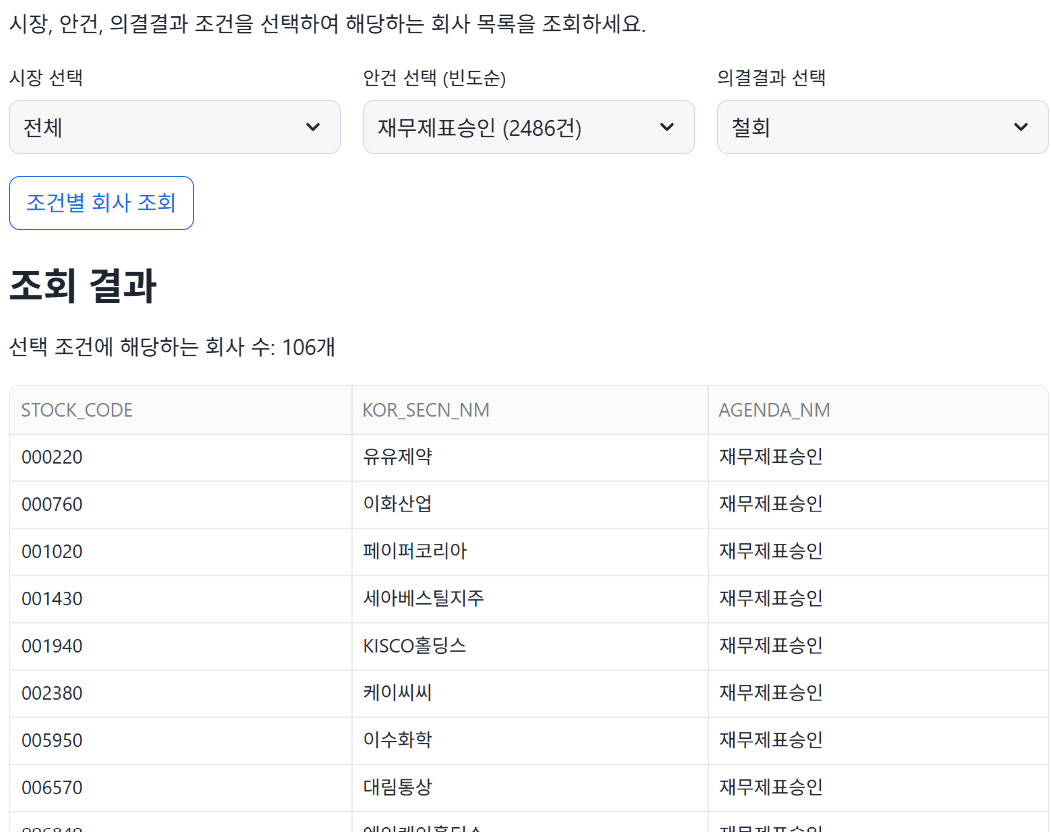 시장, 안건, 의결결과 조건을 선택하여 해당하는 회사 목록을 조회하세요.
시장 선택 안건 선택 (빈도순) 의결결과 선택
전체 재무제표승인 (2486건) 철회
조건별 회사 조회
조회 결과
선택 조건에 해당하는 회사 수: 106개
STOCK_CODE KOR_SECN_NM AGENDA_NM
000220 유유제약 재무제표승인
000760 이화산업 재무제표승인
001020 페이퍼코리아 재무제표승인
001430 세아베스틸지주 재무제표승인
001940 KISCO홀딩스 재무제표승인
002380 케이씨씨 재무제표승인
005950 이수화학 재무제표승인
006570 대림통상 재무제표승인